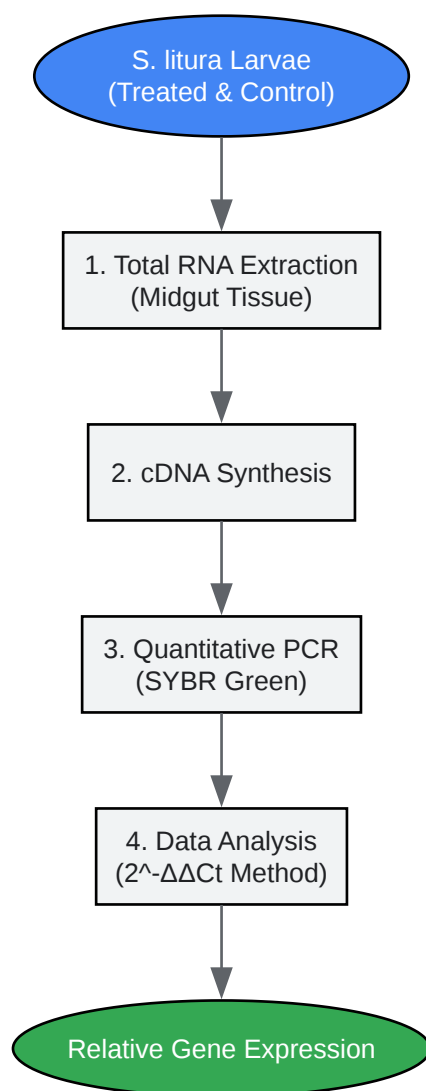 S. litura Larvae
(Treated & Control)
1. Total RNA Extraction
(Midgut Tissue)
2. cDNA Synthesis
3. Quantitative PCR
(SYBR Green)
4. Data Analysis
(2^-ΔΔCt Method)
Relative Gene Expression